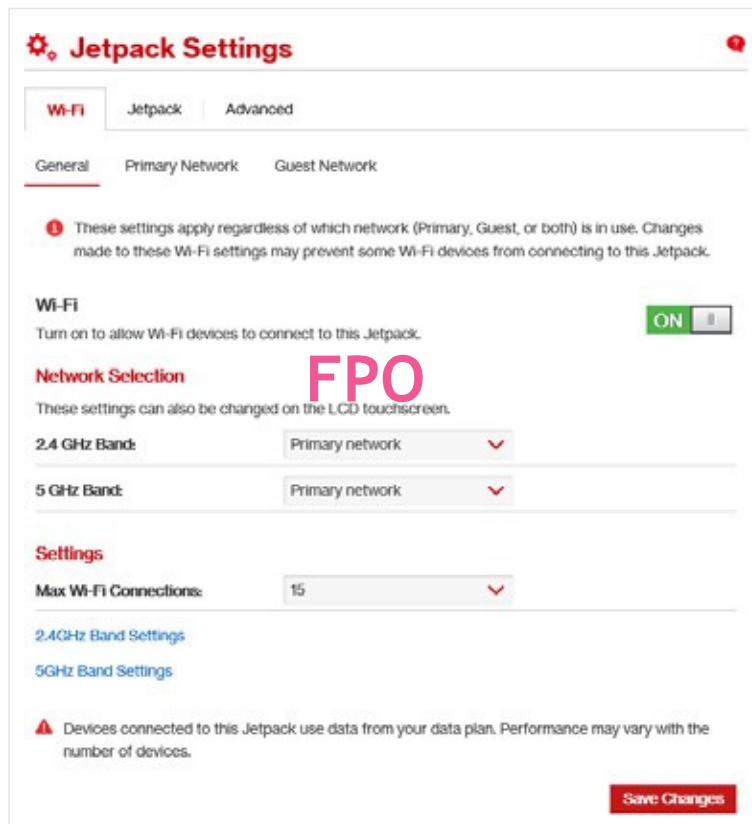 Jetpack Settings
?
Wi-Fi Jetpack Advanced
General Primary Network Guest Network
These settings apply regardless of which network (Primary, Guest, or both) is in use. Changes
made to these Wi-Fi settings may prevent some Wi-Fi devices from connecting to this Jetpack.
Wi-Fi
ON
Turn on to allow Wi-Fi devices to connect to this Jetpack.
FPO
Network Selection
These settings can also be changed on the LCD touchscreen.
2.4 GHz Band: Primary network
5 GHz Band: Primary network
Settings
Max Wi-Fi Connections: 15
2.4GHz Band Settings
5GHz Band Settings
Devices connected to this Jetpack use data from your data plan. Performance may vary with the
number of devices.
Save Changes